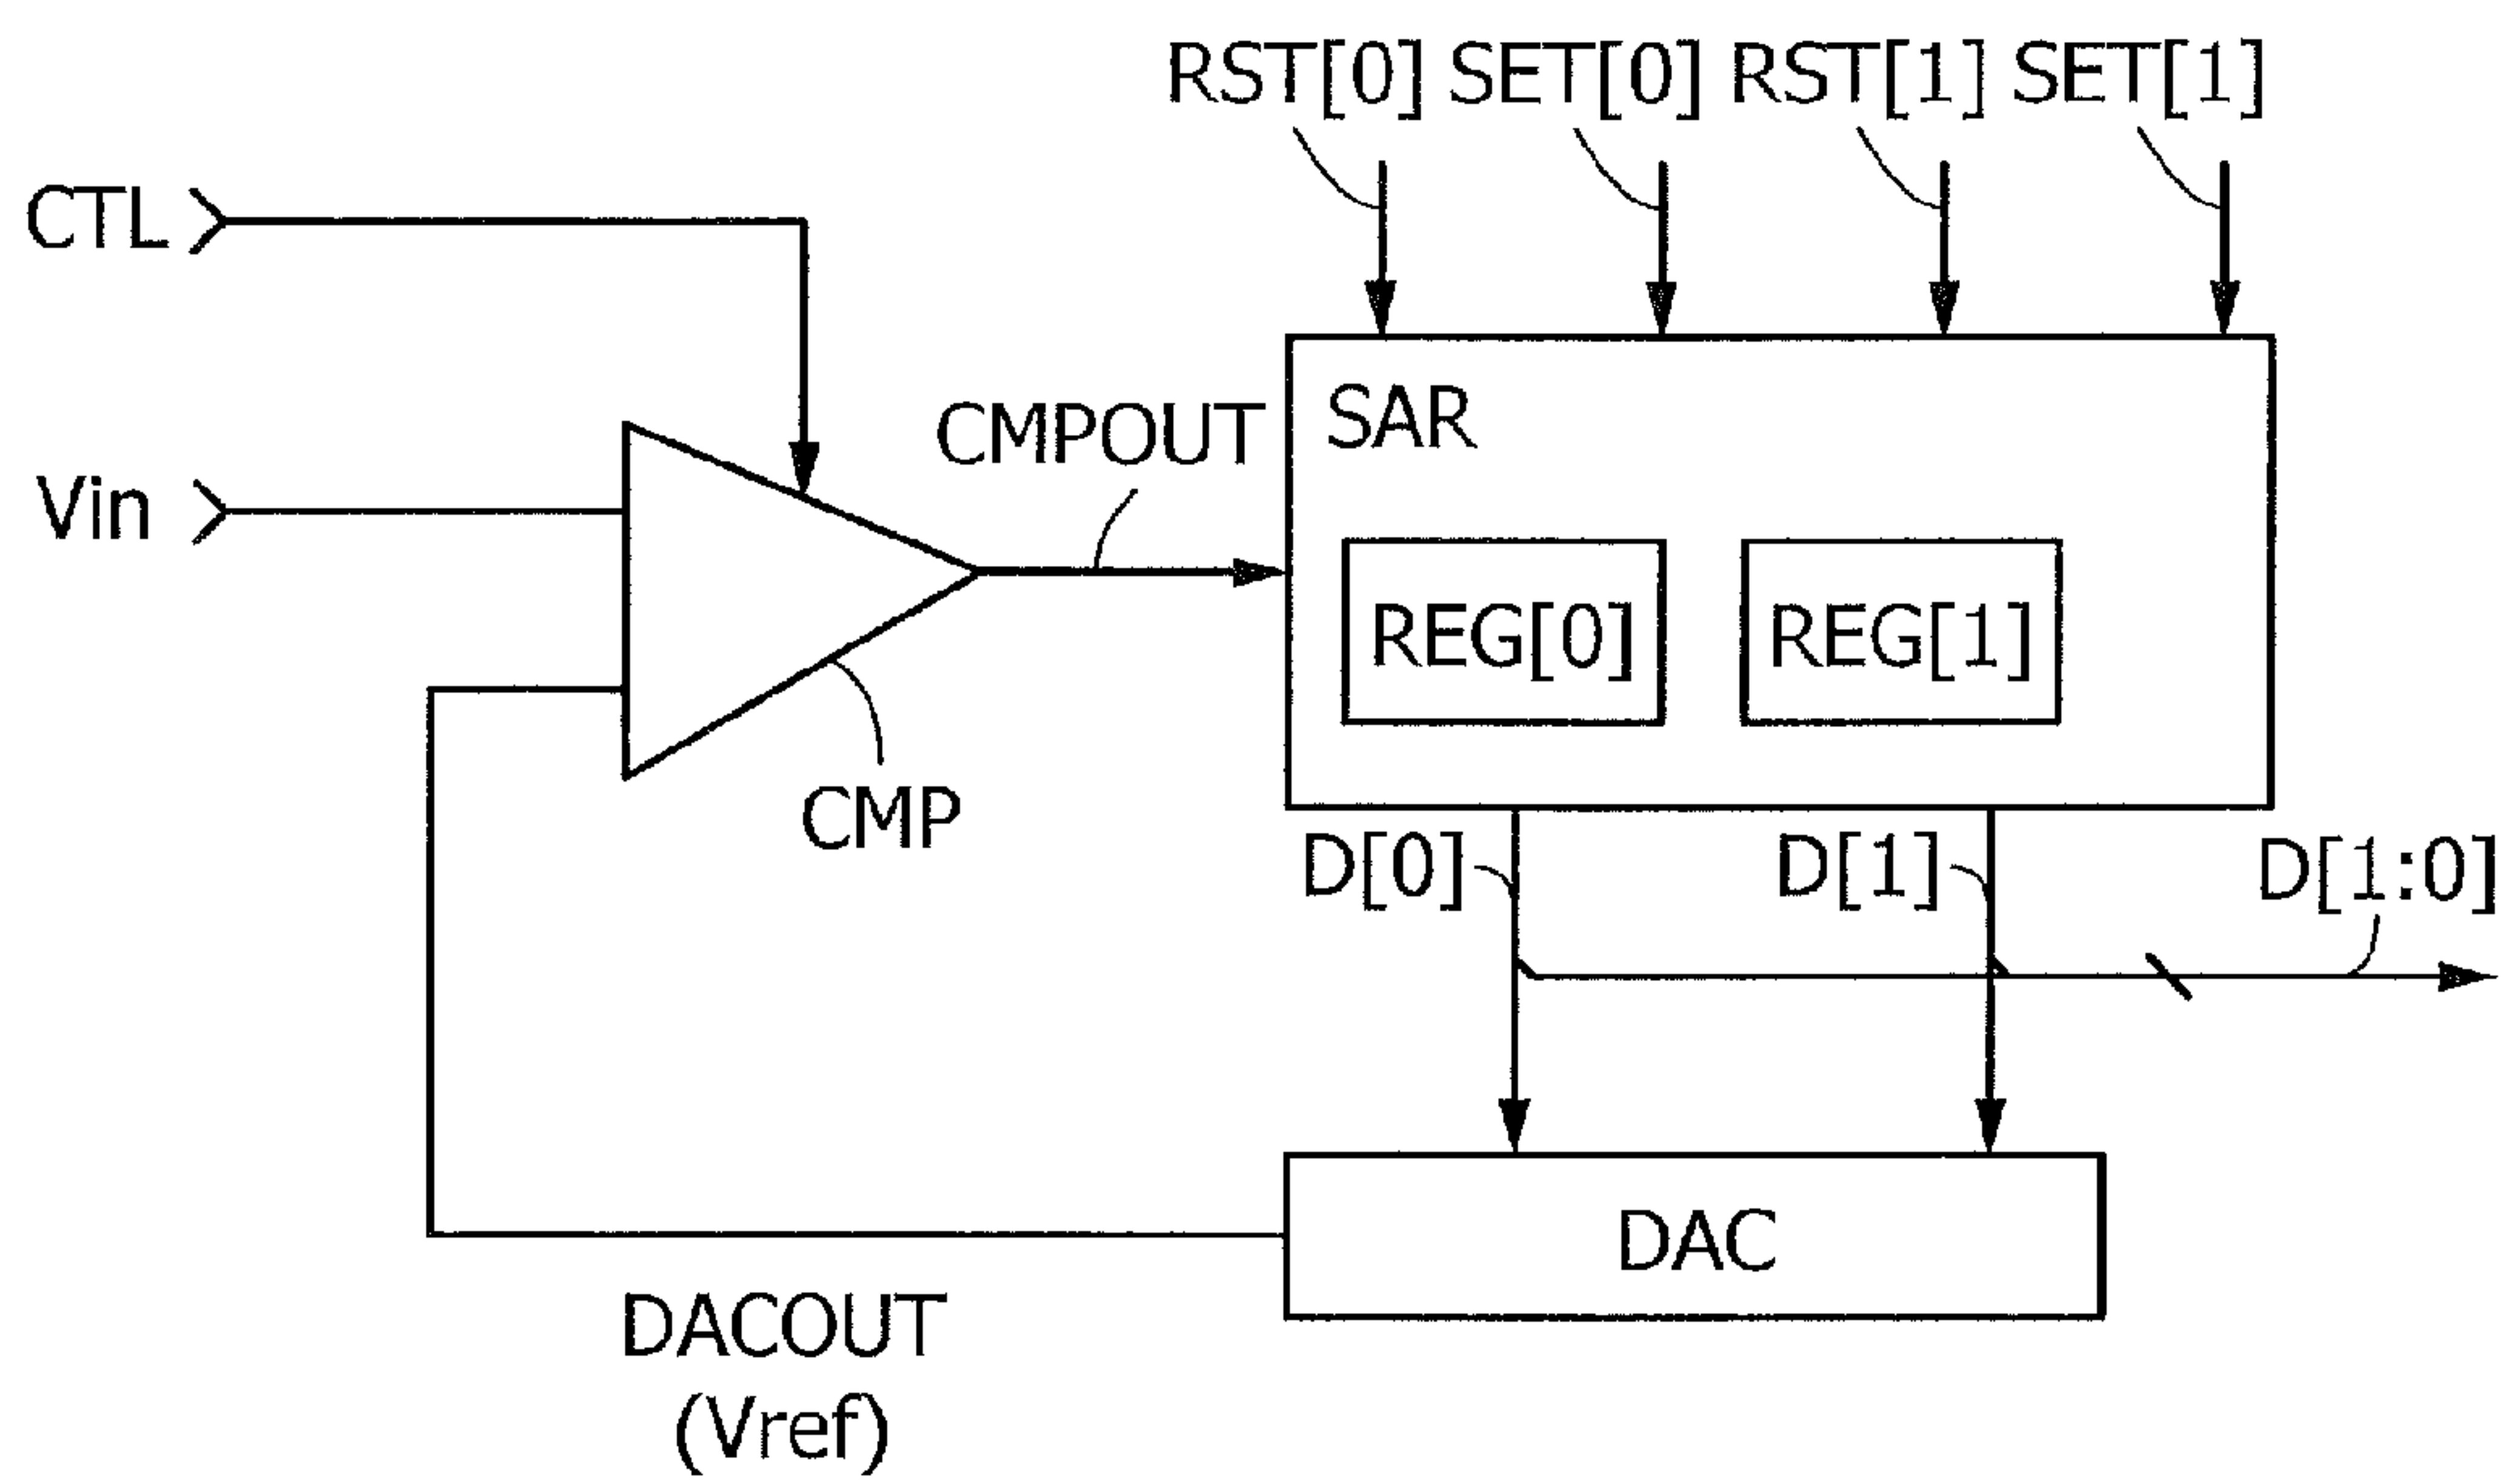 RST[0] SET[0] RST[1] SET[1]
CTL
CMPOUT
SAR
Vin
REG[0] REG[1]
CMP
D[0] D[1] D[1:0]
DAC
DACOUT
(Vref)